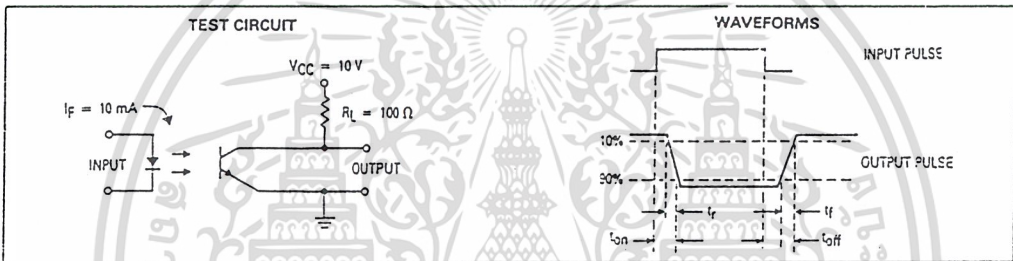 TEST CIRCUIT
VCC = 10 V
IF = 10 mA
RL = 100 Ω
INPUT
OUTPUT
WAVEFORMS
INPUT PULSE
10%
OUTPUT PULSE
90%
tr
tf
ton
toff